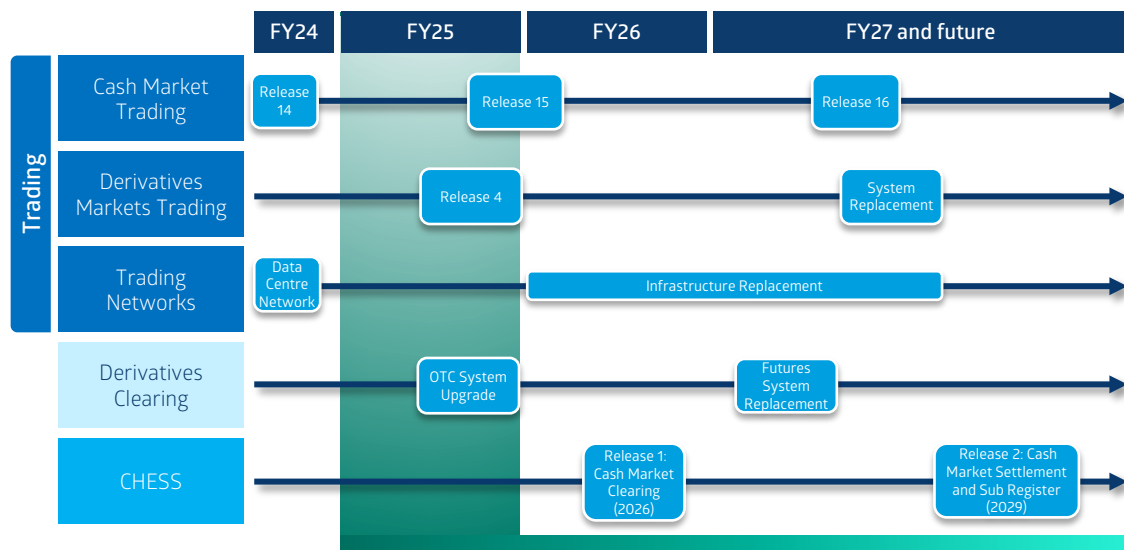 FY24
FY25
FY26
FY27 and future
Trading
Cash Market
Trading
Release
14
Release 15
Release 16
Derivatives
Markets Trading
Release 4
System
Replacement
Trading
Networks
Data
Centre
Network
Infrastructure Replacement
Derivatives
Clearing
OTC System
Upgrade
Futures
System
Replacement
CHESS
Release 1:
Cash Market
Clearing
(2026)
Release 2: Cash
Market Settlement
and Sub Register
(2029)